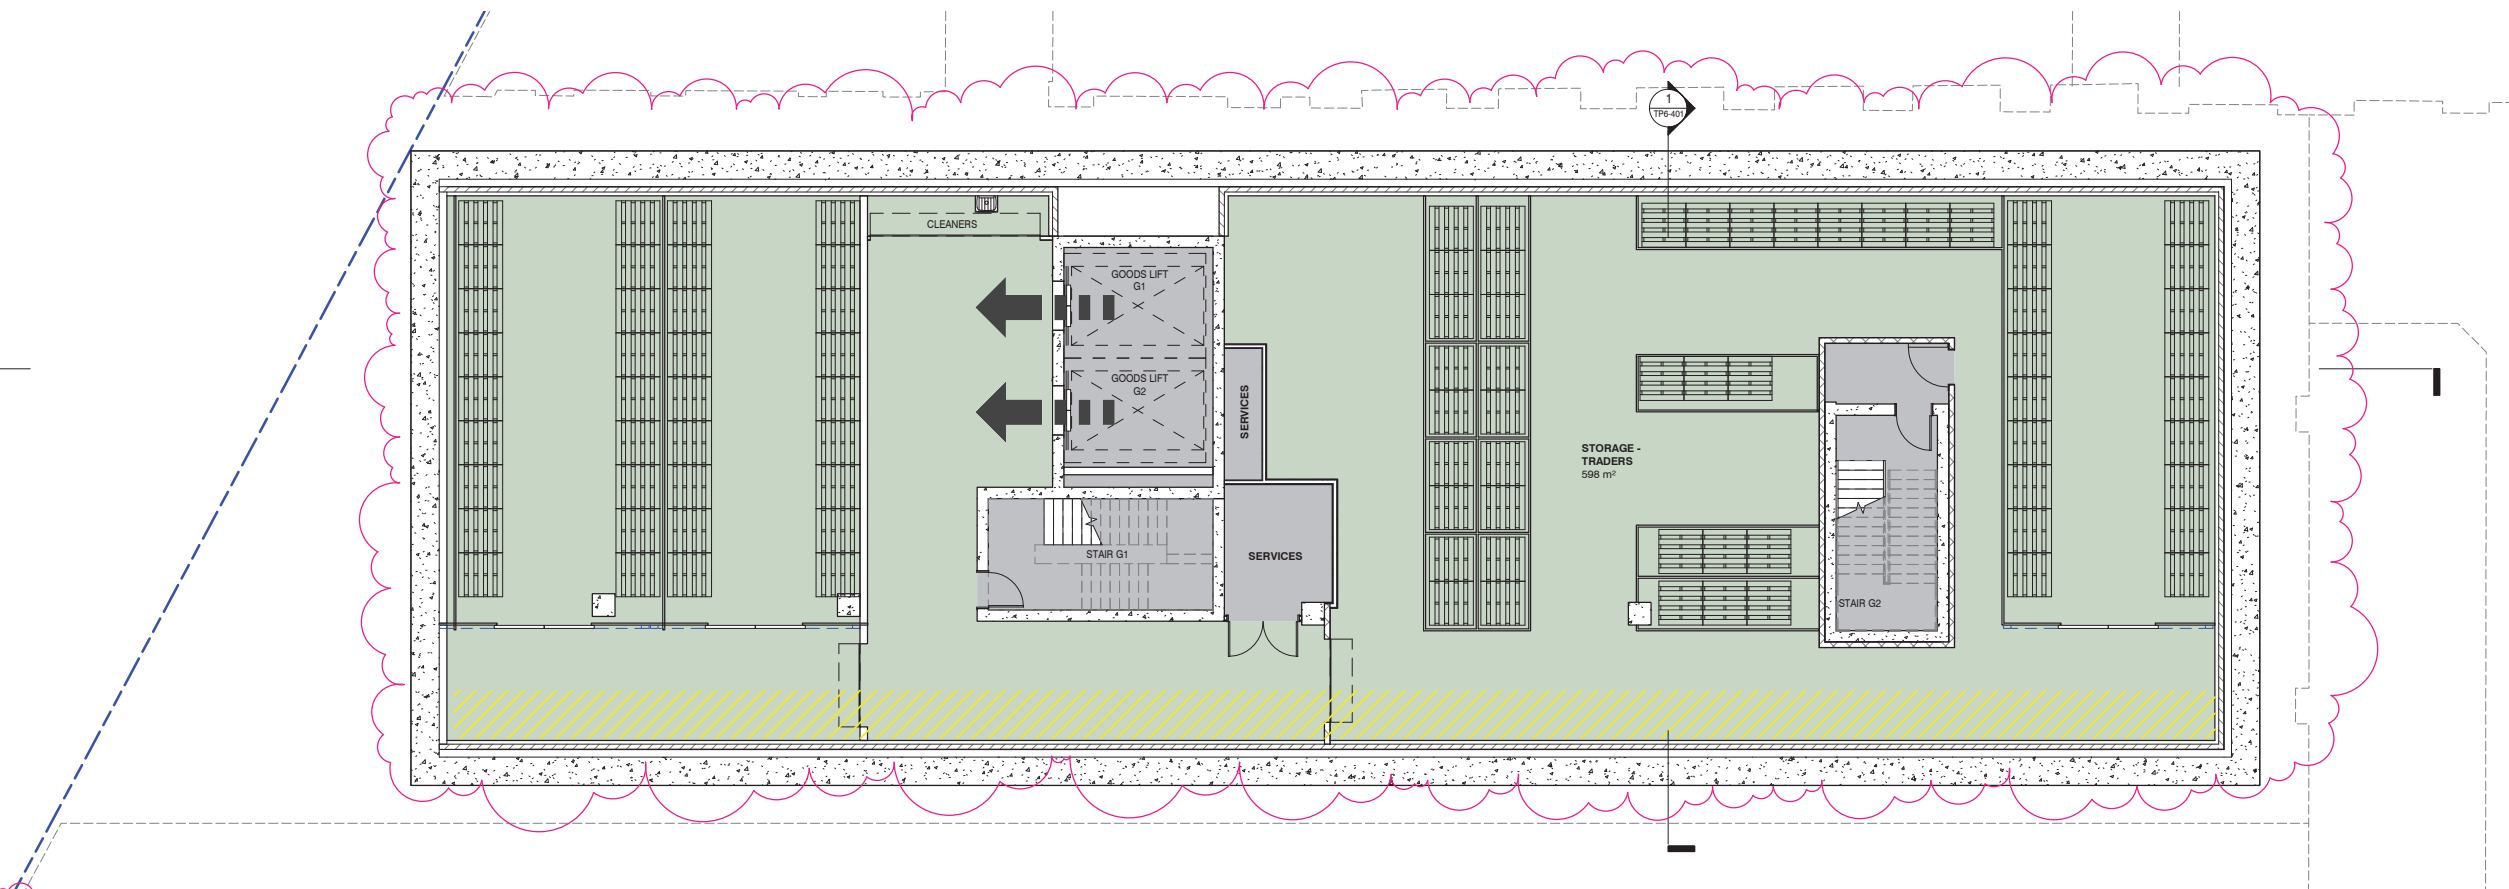 1
TP6-401
CLEANERS
GOODS LIFT
G1
GOODS LIFT
G2
SERVICES
STORAGE -
TRADERS
598 m²
STAIR G1
SERVICES
STAIR G2